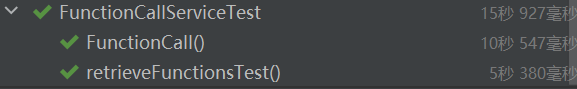 FunctionCallServiceTest 15秒 927毫秒
FunctionCall() 10秒 547毫秒
retrieveFunctionsTest() 5秒 380毫秒